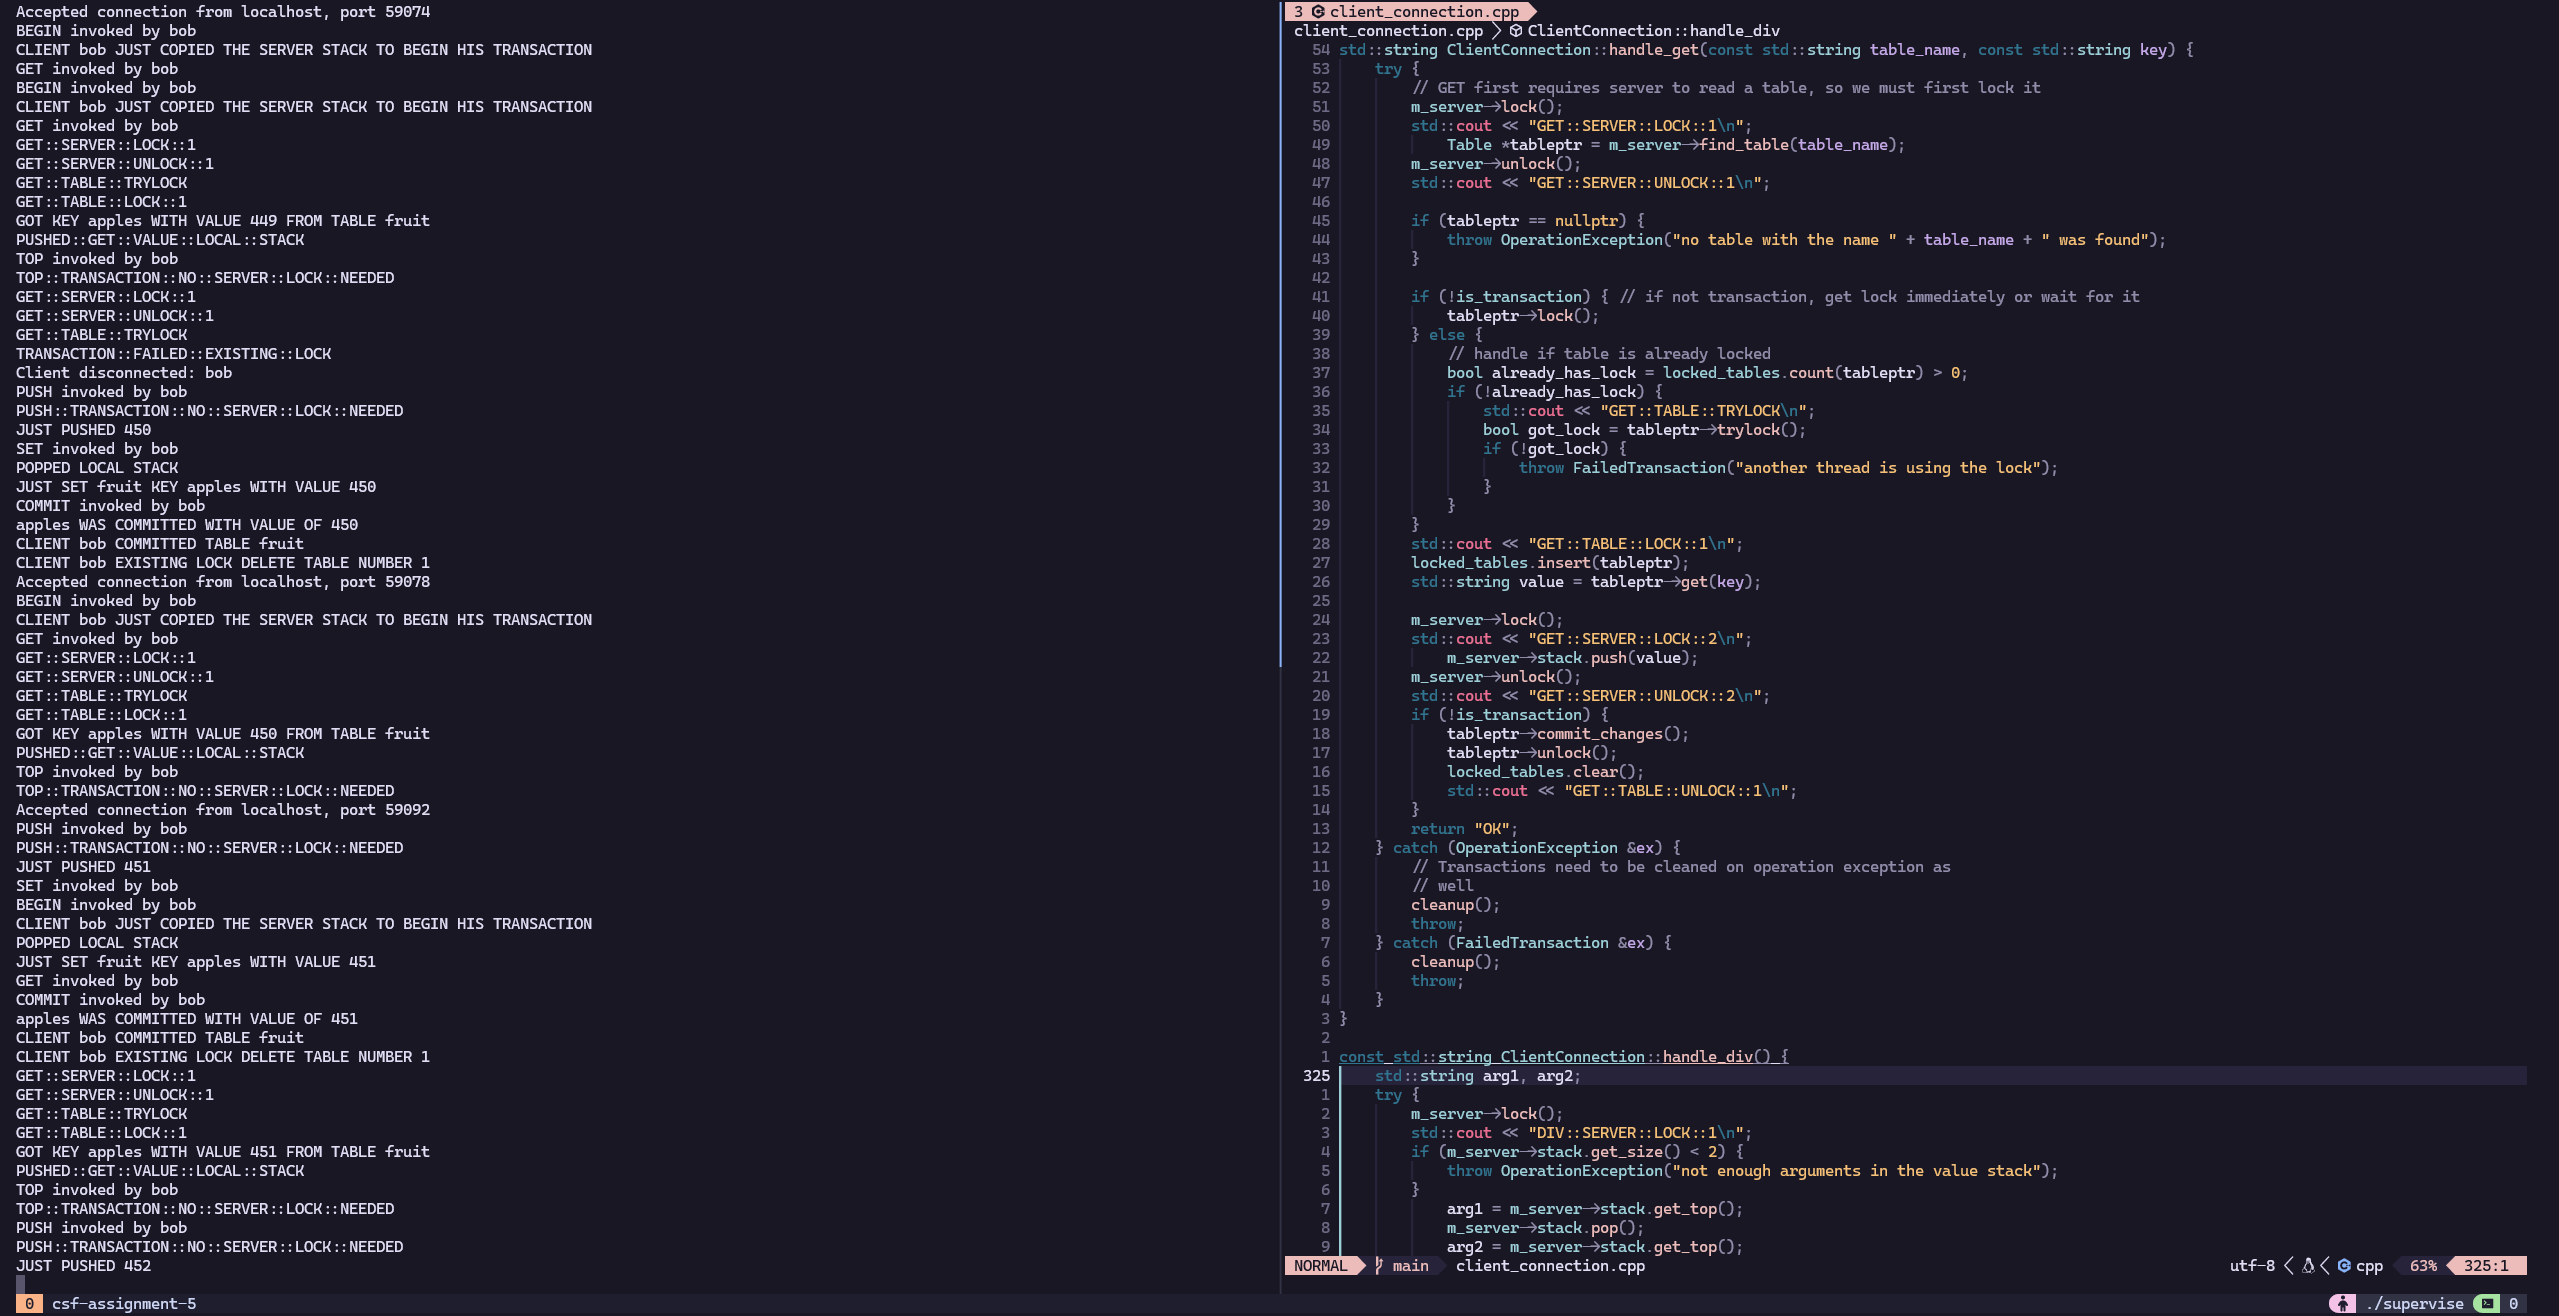 Accepted connection from localhost, port 59074
BEGIN invoked by bob
CLIENT bob JUST COPIED THE SERVER STACK TO BEGIN HIS TRANSACTION
GET invoked by bob
BEGIN invoked by bob
CLIENT bob JUST COPIED THE SERVER STACK TO BEGIN HIS TRANSACTION
GET invoked by bob
GET::SERVER::LOCK::1
GET::SERVER::UNLOCK::1
GET::TABLE::TRYLOCK
GET::TABLE::LOCK::1
GOT KEY apples WITH VALUE 449 FROM TABLE fruit
PUSHED::GET::VALUE::LOCAL::STACK
TOP invoked by bob
TOP::TRANSACTION::NO::SERVER::LOCK::NEEDED
GET::SERVER::LOCK::1
GET::SERVER::UNLOCK::1
GET::TABLE::TRYLOCK
TRANSACTION::FAILED::EXISTING::LOCK
Client disconnected: bob
PUSH invoked by bob
PUSH::TRANSACTION::NO::SERVER::LOCK::NEEDED
JUST PUSHED 450
SET invoked by bob
POPPED LOCAL STACK
JUST SET fruit KEY apples WITH VALUE 450
COMMIT invoked by bob
apples WAS COMMITTED WITH VALUE OF 450
CLIENT bob COMMITTED TABLE fruit
CLIENT bob EXISTING LOCK DELETE TABLE NUMBER 1
Accepted connection from localhost, port 59078
BEGIN invoked by bob
CLIENT bob JUST COPIED THE SERVER STACK TO BEGIN HIS TRANSACTION
GET invoked by bob
GET::SERVER::LOCK::1
GET::SERVER::UNLOCK::1
GET::TABLE::TRYLOCK
GET::TABLE::LOCK::1
GOT KEY apples WITH VALUE 450 FROM TABLE fruit
PUSHED::GET::VALUE::LOCAL::STACK
TOP invoked by bob
TOP::TRANSACTION::NO::SERVER::LOCK::NEEDED
Accepted connection from localhost, port 59092
PUSH invoked by bob
PUSH::TRANSACTION::NO::SERVER::LOCK::NEEDED
JUST PUSHED 451
SET invoked by bob
BEGIN invoked by bob
CLIENT bob JUST COPIED THE SERVER STACK TO BEGIN HIS TRANSACTION
POPPED LOCAL STACK
JUST SET fruit KEY apples WITH VALUE 451
GET invoked by bob
COMMIT invoked by bob
apples WAS COMMITTED WITH VALUE OF 451
CLIENT bob COMMITTED TABLE fruit
CLIENT bob EXISTING LOCK DELETE TABLE NUMBER 1
GET::SERVER::LOCK::1
GET::SERVER::UNLOCK::1
GET::TABLE::TRYLOCK
GET::TABLE::LOCK::1
GOT KEY apples WITH VALUE 451 FROM TABLE fruit
PUSHED::GET::VALUE::LOCAL::STACK
TOP invoked by bob
TOP::TRANSACTION::NO::SERVER::LOCK::NEEDED
PUSH invoked by bob
PUSH::TRANSACTION::NO::SERVER::LOCK::NEEDED
JUST PUSHED 452
3 client_connection.cpp
client_connection.cpp > ClientConnection::handle_div
54 std::string ClientConnection::handle_get(const std::string table_name, const std::string key) {
53     try {
52         // GET first requires server to read a table, so we must first lock it
51         m_server->lock();
50         std::cout << "GET::SERVER::LOCK::1\n";
49             Table *tableptr = m_server->find_table(table_name);
48         m_server->unlock();
47         std::cout << "GET::SERVER::UNLOCK::1\n";
46
45         if (tableptr == nullptr) {
44             throw OperationException("no table with the name " + table_name + " was found");
43         }
42
41         if (!is_transaction) { // if not transaction, get lock immediately or wait for it
40             tableptr->lock();
39         } else {
38             // handle if table is already locked
37             bool already_has_lock = locked_tables.count(tableptr) > 0;
36             if (!already_has_lock) {
35                 std::cout << "GET::TABLE::TRYLOCK\n";
34                 bool got_lock = tableptr->trylock();
33                 if (!got_lock) {
32                     throw FailedTransaction("another thread is using the lock");
31                 }
30             }
29         }
28         std::cout << "GET::TABLE::LOCK::1\n";
27         locked_tables.insert(tableptr);
26         std::string value = tableptr->get(key);
25
24         m_server->lock();
23         std::cout << "GET::SERVER::LOCK::2\n";
22             m_server->stack.push(value);
21         m_server->unlock();
20         std::cout << "GET::SERVER::UNLOCK::2\n";
19         if (!is_transaction) {
18             tableptr->commit_changes();
17             tableptr->unlock();
16             locked_tables.clear();
15             std::cout << "GET::TABLE::UNLOCK::1\n";
14         }
13         return "OK";
12     } catch (OperationException &ex) {
11         // Transactions need to be cleaned on operation exception as
10         // well
9         cleanup();
8         throw;
7     } catch (FailedTransaction &ex) {
6         cleanup();
5         throw;
4     }
3 }
2
1 const std::string ClientConnection::handle_div() {
325     std::string arg1, arg2;
1     try {
2         m_server->lock();
3         std::cout << "DIV::SERVER::LOCK::1\n";
4         if (m_server->stack.get_size() < 2) {
5             throw OperationException("not enough arguments in the value stack");
6         }
7             arg1 = m_server->stack.get_top();
8             m_server->stack.pop();
9             arg2 = m_server->stack.get_top();
NORMAL main client_connection.cpp utf-8 < < cpp 63% 325:1
0 csf-assignment-5 ./supervise 0